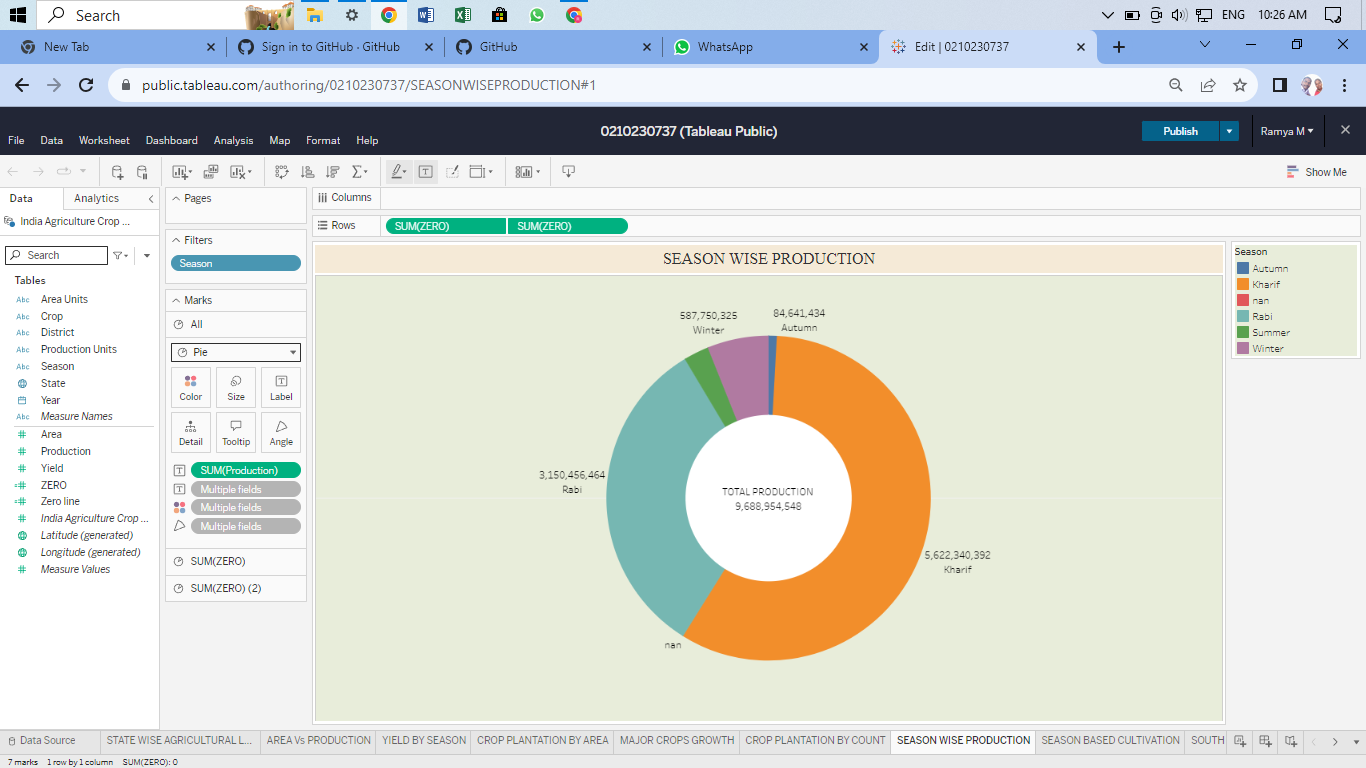 Search
ENG 10:26 AM
New Tab
Sign in to GitHub · GitHub
GitHub
WhatsApp
Edit | 0210230737
public.tableau.com/authoring/0210230737/SEASONWISEPRODUCTION#1
0210230737 (Tableau Public)
Publish
Ramya M
File Data Worksheet Dashboard Analysis Map Format Help
Show Me
Data Analytics
India Agriculture Crop ...
Search
Tables
Abc Area Units
Abc Crop
Abc District
Abc Production Units
Abc Season
State
Year
Abc Measure Names
Area
Production
Yield
ZERO
Zero line
India Agriculture Crop ...
Latitude (generated)
Longitude (generated)
Measure Values
Pages
Filters
Season
Marks
All
Pie
Color Size Label
Detail Tooltip Angle
SUM(Production)
Multiple fields
Multiple fields
Multiple fields
SUM(ZERO)
SUM(ZERO) (2)
Columns
Rows SUM(ZERO) SUM(ZERO)
SEASON WISE PRODUCTION
587,750,325
Winter
84,641,434
Autumn
3,150,456,464
Rabi
TOTAL PRODUCTION
9,688,954,548
5,622,340,392
Kharif
nan
Season
Autumn
Kharif
nan
Rabi
Summer
Winter
Data Source STATE WISE AGRICULTURAL L... AREA Vs PRODUCTION YIELD BY SEASON CROP PLANTATION BY AREA MAJOR CROPS GROWTH CROP PLANTATION BY COUNT SEASON WISE PRODUCTION SEASON BASED CULTIVATION SOUTH
7 marks 1 row by 1 column SUM(ZERO): 0